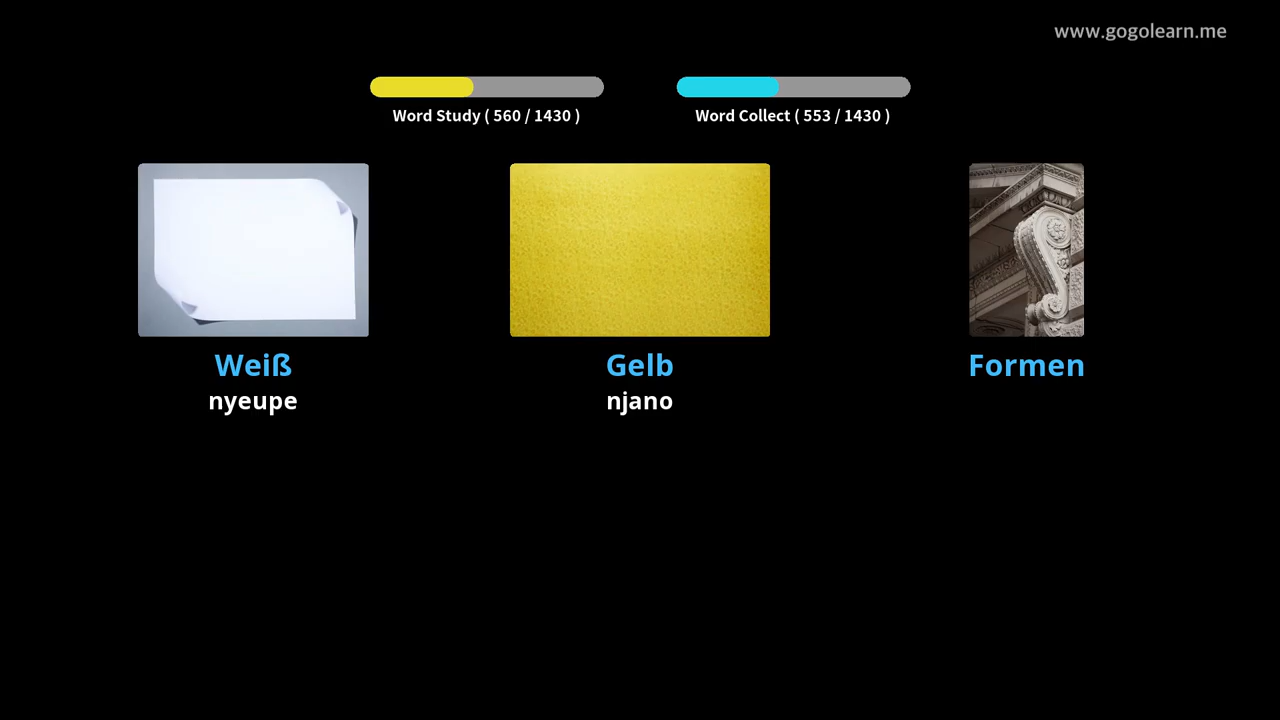 www.gogolearn.me
Word Study ( 560 / 1430 )
Word Collect ( 553 / 1430 )
Weiß
nyeupe
Gelb
njano
Formen